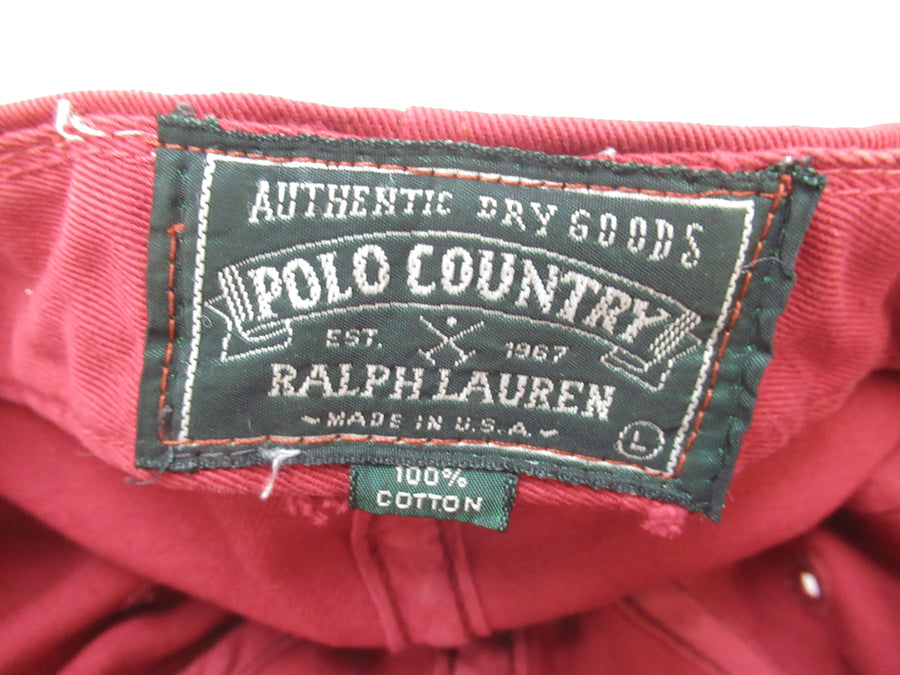 AUTHENTIC DRY GOODS
POLO COUNTRY
EST. 1967
RALPH LAUREN
~MADE IN U.S.A.~
L
100%
COTTON